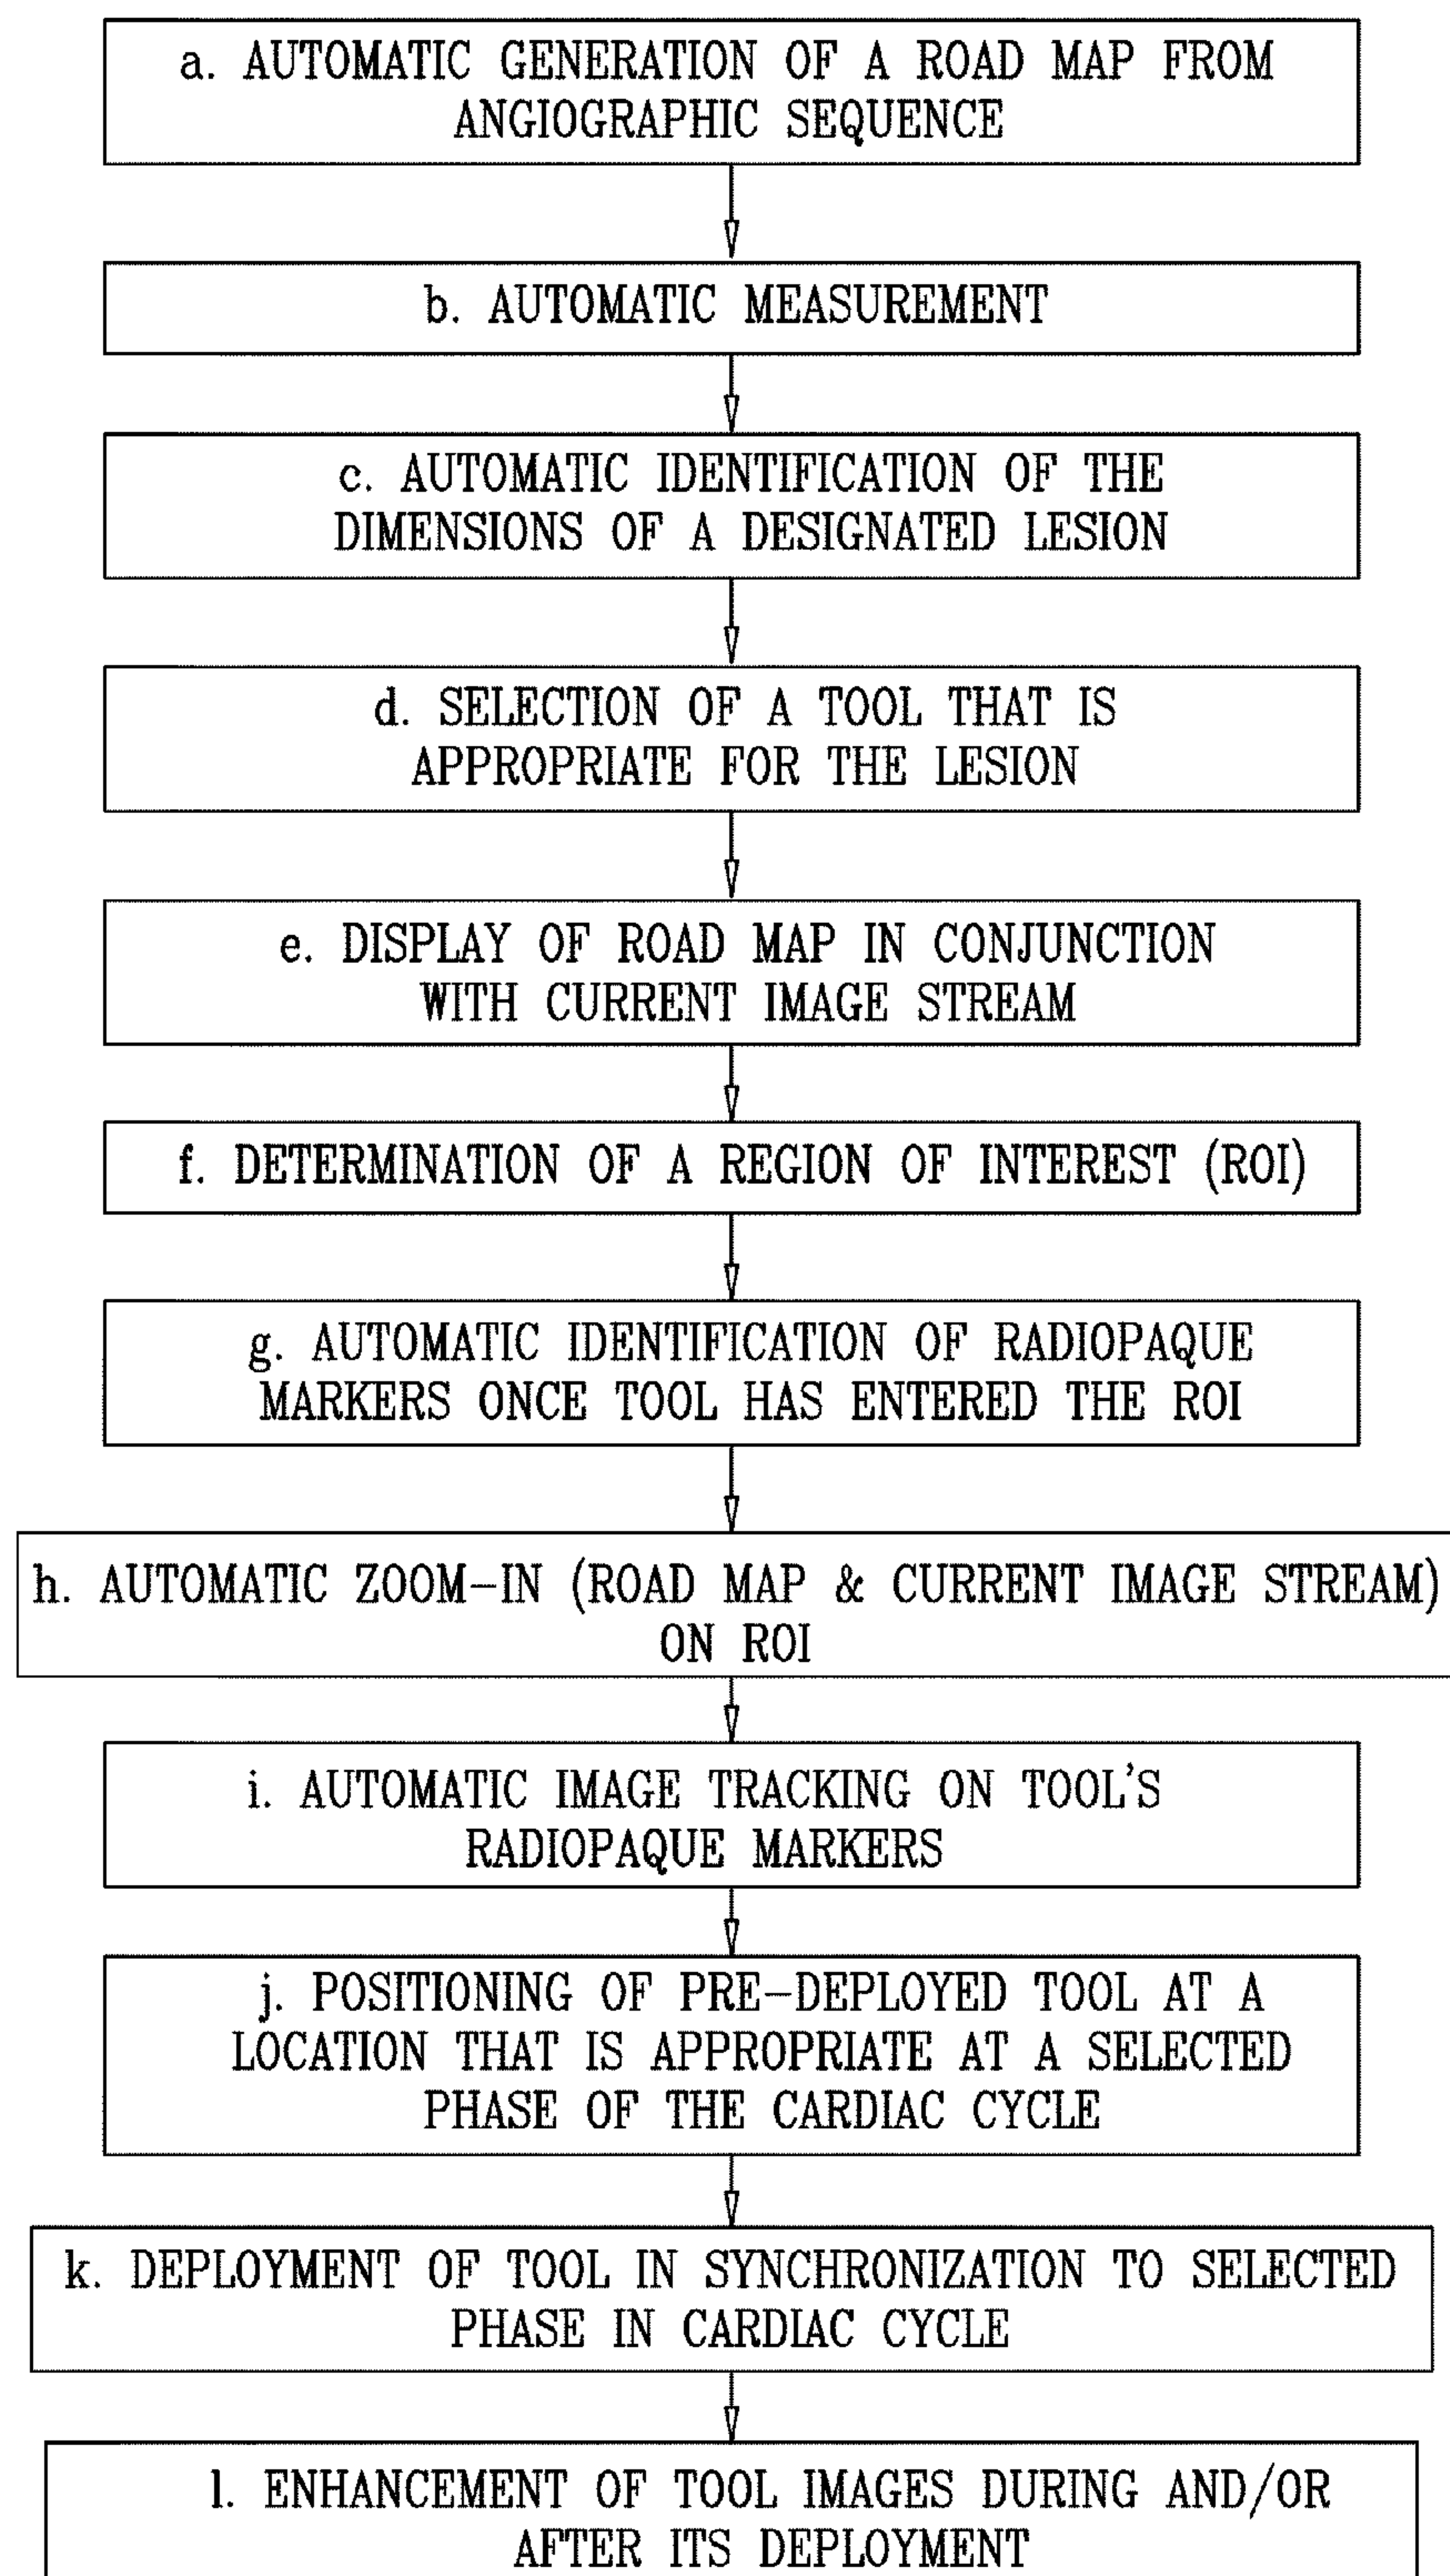 a. AUTOMATIC GENERATION OF A ROAD MAP FROM
ANGIOGRAPHIC SEQUENCE
b. AUTOMATIC MEASUREMENT
c. AUTOMATIC IDENTIFICATION OF THE
DIMENSIONS OF A DESIGNATED LESION
d. SELECTION OF A TOOL THAT IS
APPROPRIATE FOR THE LESION
e. DISPLAY OF ROAD MAP IN CONJUNCTION
WITH CURRENT IMAGE STREAM
f. DETERMINATION OF A REGION OF INTEREST (ROI)
g. AUTOMATIC IDENTIFICATION OF RADIOPAQUE
MARKERS ONCE TOOL HAS ENTERED THE ROI
h. AUTOMATIC ZOOM-IN (ROAD MAP & CURRENT IMAGE STREAM)
ON ROI
i. AUTOMATIC IMAGE TRACKING ON TOOL'S
RADIOPAQUE MARKERS
j. POSITIONING OF PRE-DEPLOYED TOOL AT A
LOCATION THAT IS APPROPRIATE AT A SELECTED
PHASE OF THE CARDIAC CYCLE
k. DEPLOYMENT OF TOOL IN SYNCHRONIZATION TO SELECTED
PHASE IN CARDIAC CYCLE
l. ENHANCEMENT OF TOOL IMAGES DURING AND/OR
AFTER ITS DEPLOYMENT